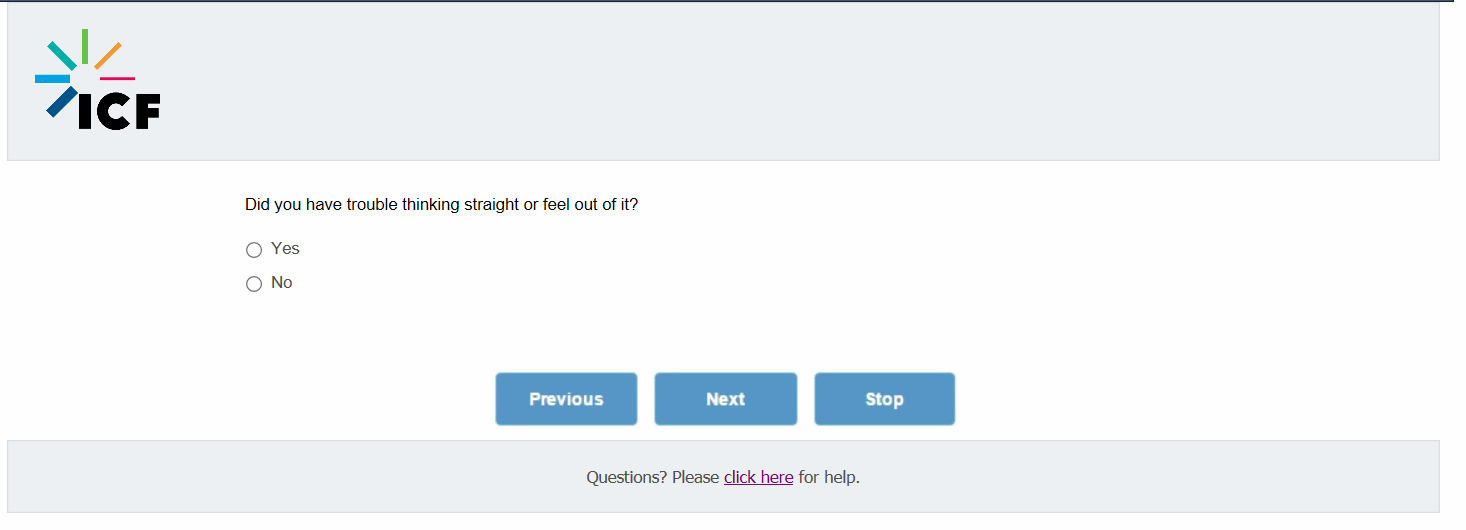 ICF
Did you have trouble thinking straight or feel out of it?
Yes
No
Previous Next Stop
Questions? Please click here for help.